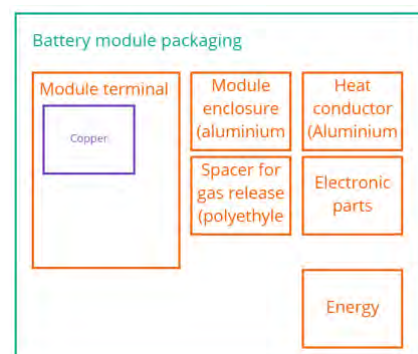 Battery module packaging
Module terminal
Copper
Module
enclosure
(aluminium
Heat
conductor
(Aluminium
Spacer for
gas release
(polyethyle
Electronic
parts
Energy